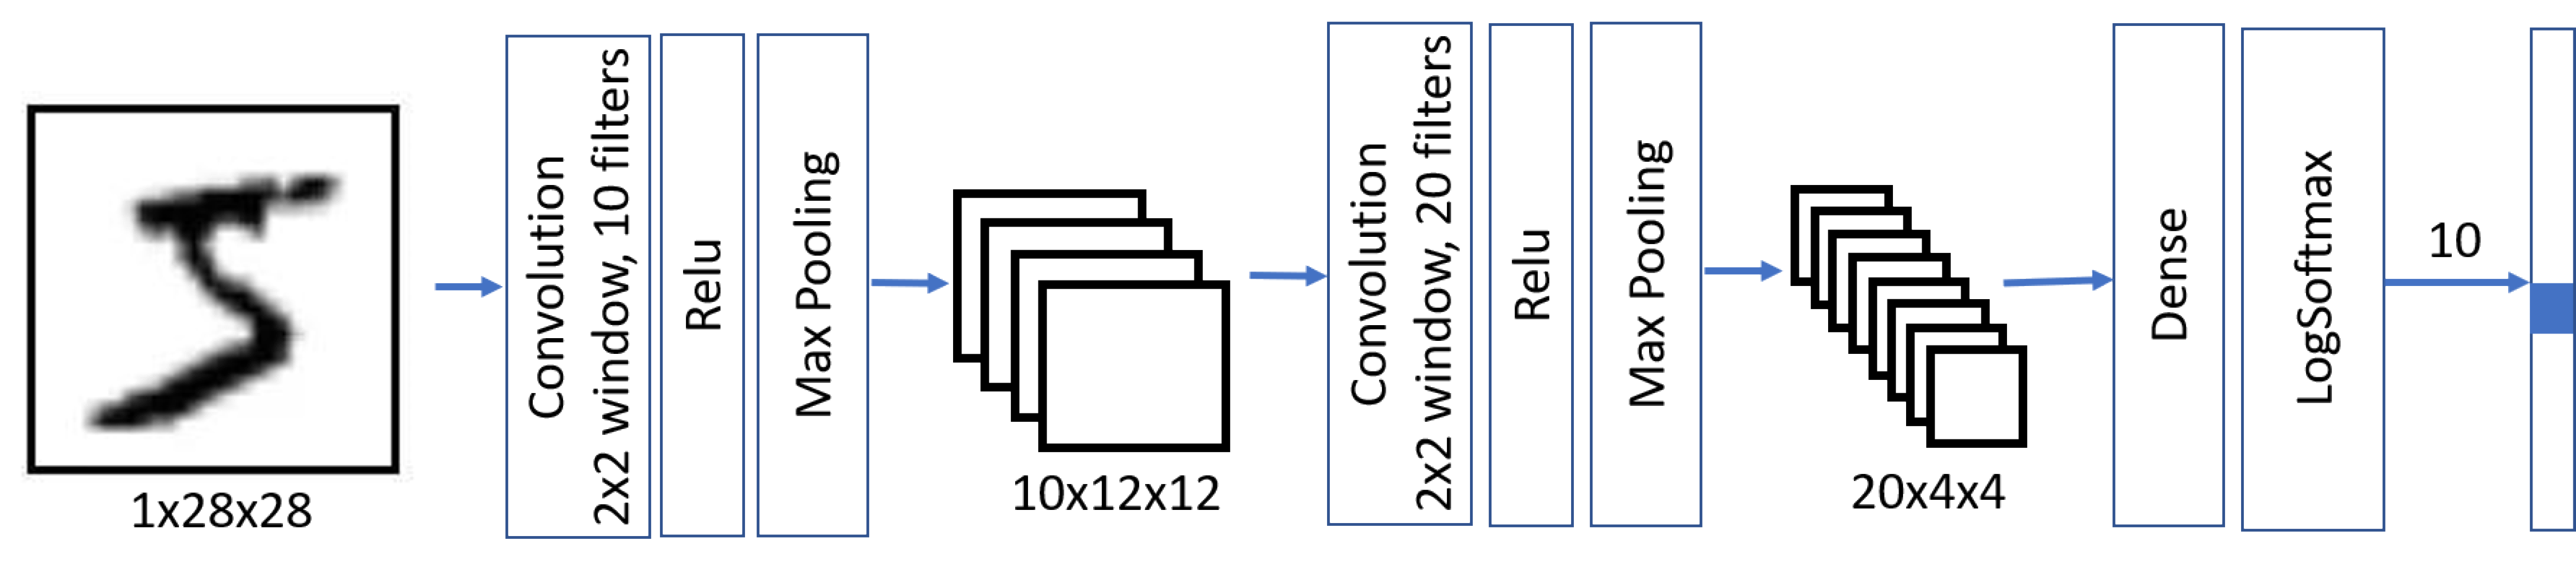 1x28x28
Convolution
2x2 window, 10 filters
Relu
Max Pooling
10x12x12
Convolution
2x2 window, 20 filters
Relu
Max Pooling
20x4x4
Dense
LogSoftmax
10